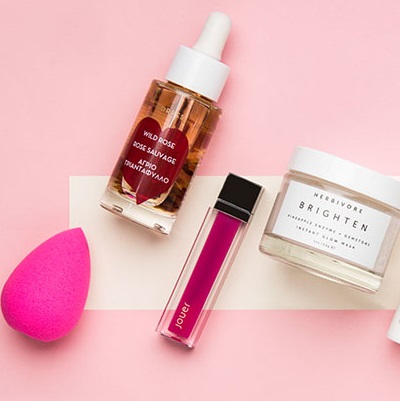 WILD ROSE
ROSE SAUVAGE
ΑΓΡΙΟ
ΤΡΙΑΝΤΑΦΥΛΛΟ
jouer
HERBIVORE
BRIGHTEN
PINEAPPLE ENZYME + GEMSTONE
INSTANT GLOW MASK